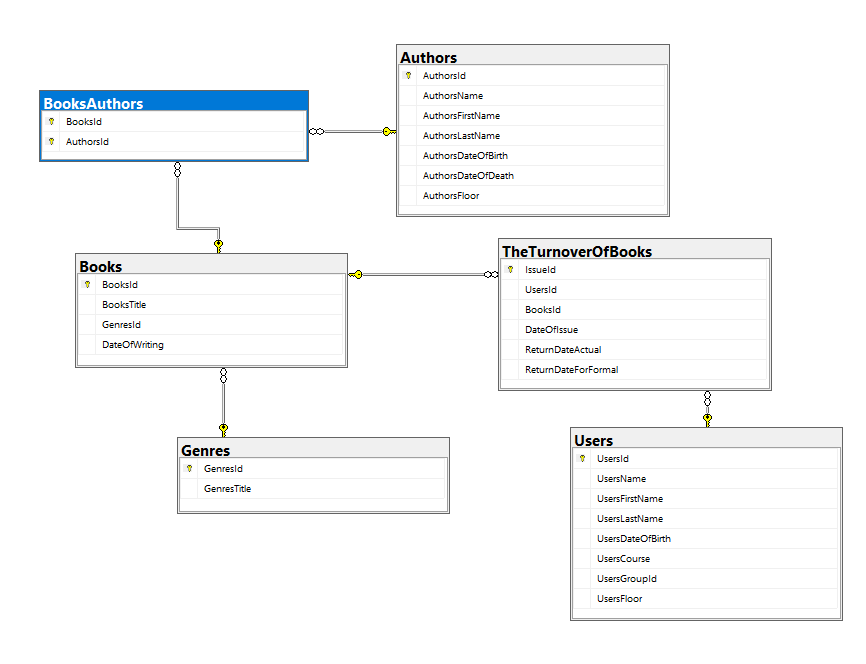 Authors
AuthorsId
AuthorsName
AuthorsFirstName
AuthorsLastName
AuthorsDateOfBirth
AuthorsDateOfDeath
AuthorsFloor
BooksAuthors
BooksId
AuthorsId
Books
BooksId
BooksTitle
GenresId
DateOfWriting
TheTurnoverOfBooks
IssueId
UsersId
BooksId
DateOfIssue
ReturnDateActual
ReturnDateForFormal
Genres
GenresId
GenresTitle
Users
UsersId
UsersName
UsersFirstName
UsersLastName
UsersDateOfBirth
UsersCourse
UsersGroupId
UsersFloor